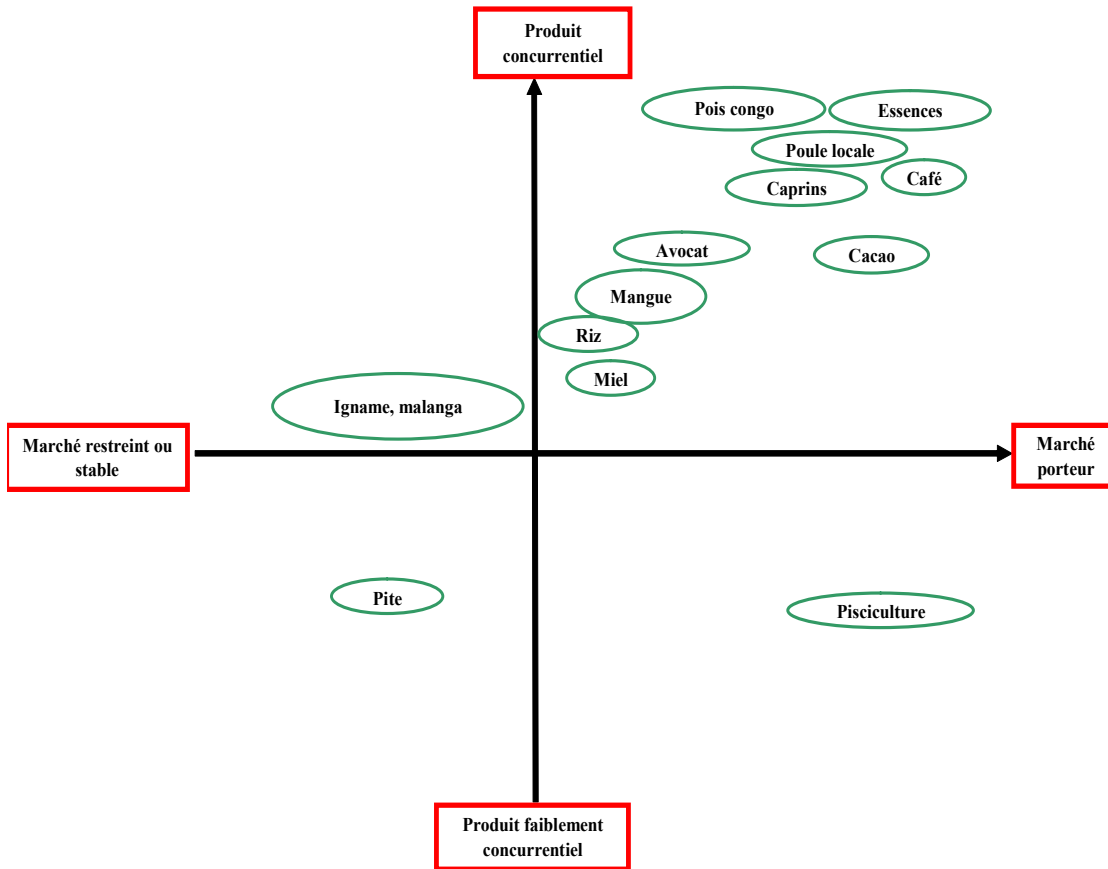 Produit
concurrentiel
Pois congo
Essences
Poule locale
Café
Caprins
Avocat
Cacao
Mangue
Riz
Miel
Igname, malanga
Marché restreint ou
stable
Marché
porteur
Pite
Pisciculture
Produit faiblement
concurrentiel